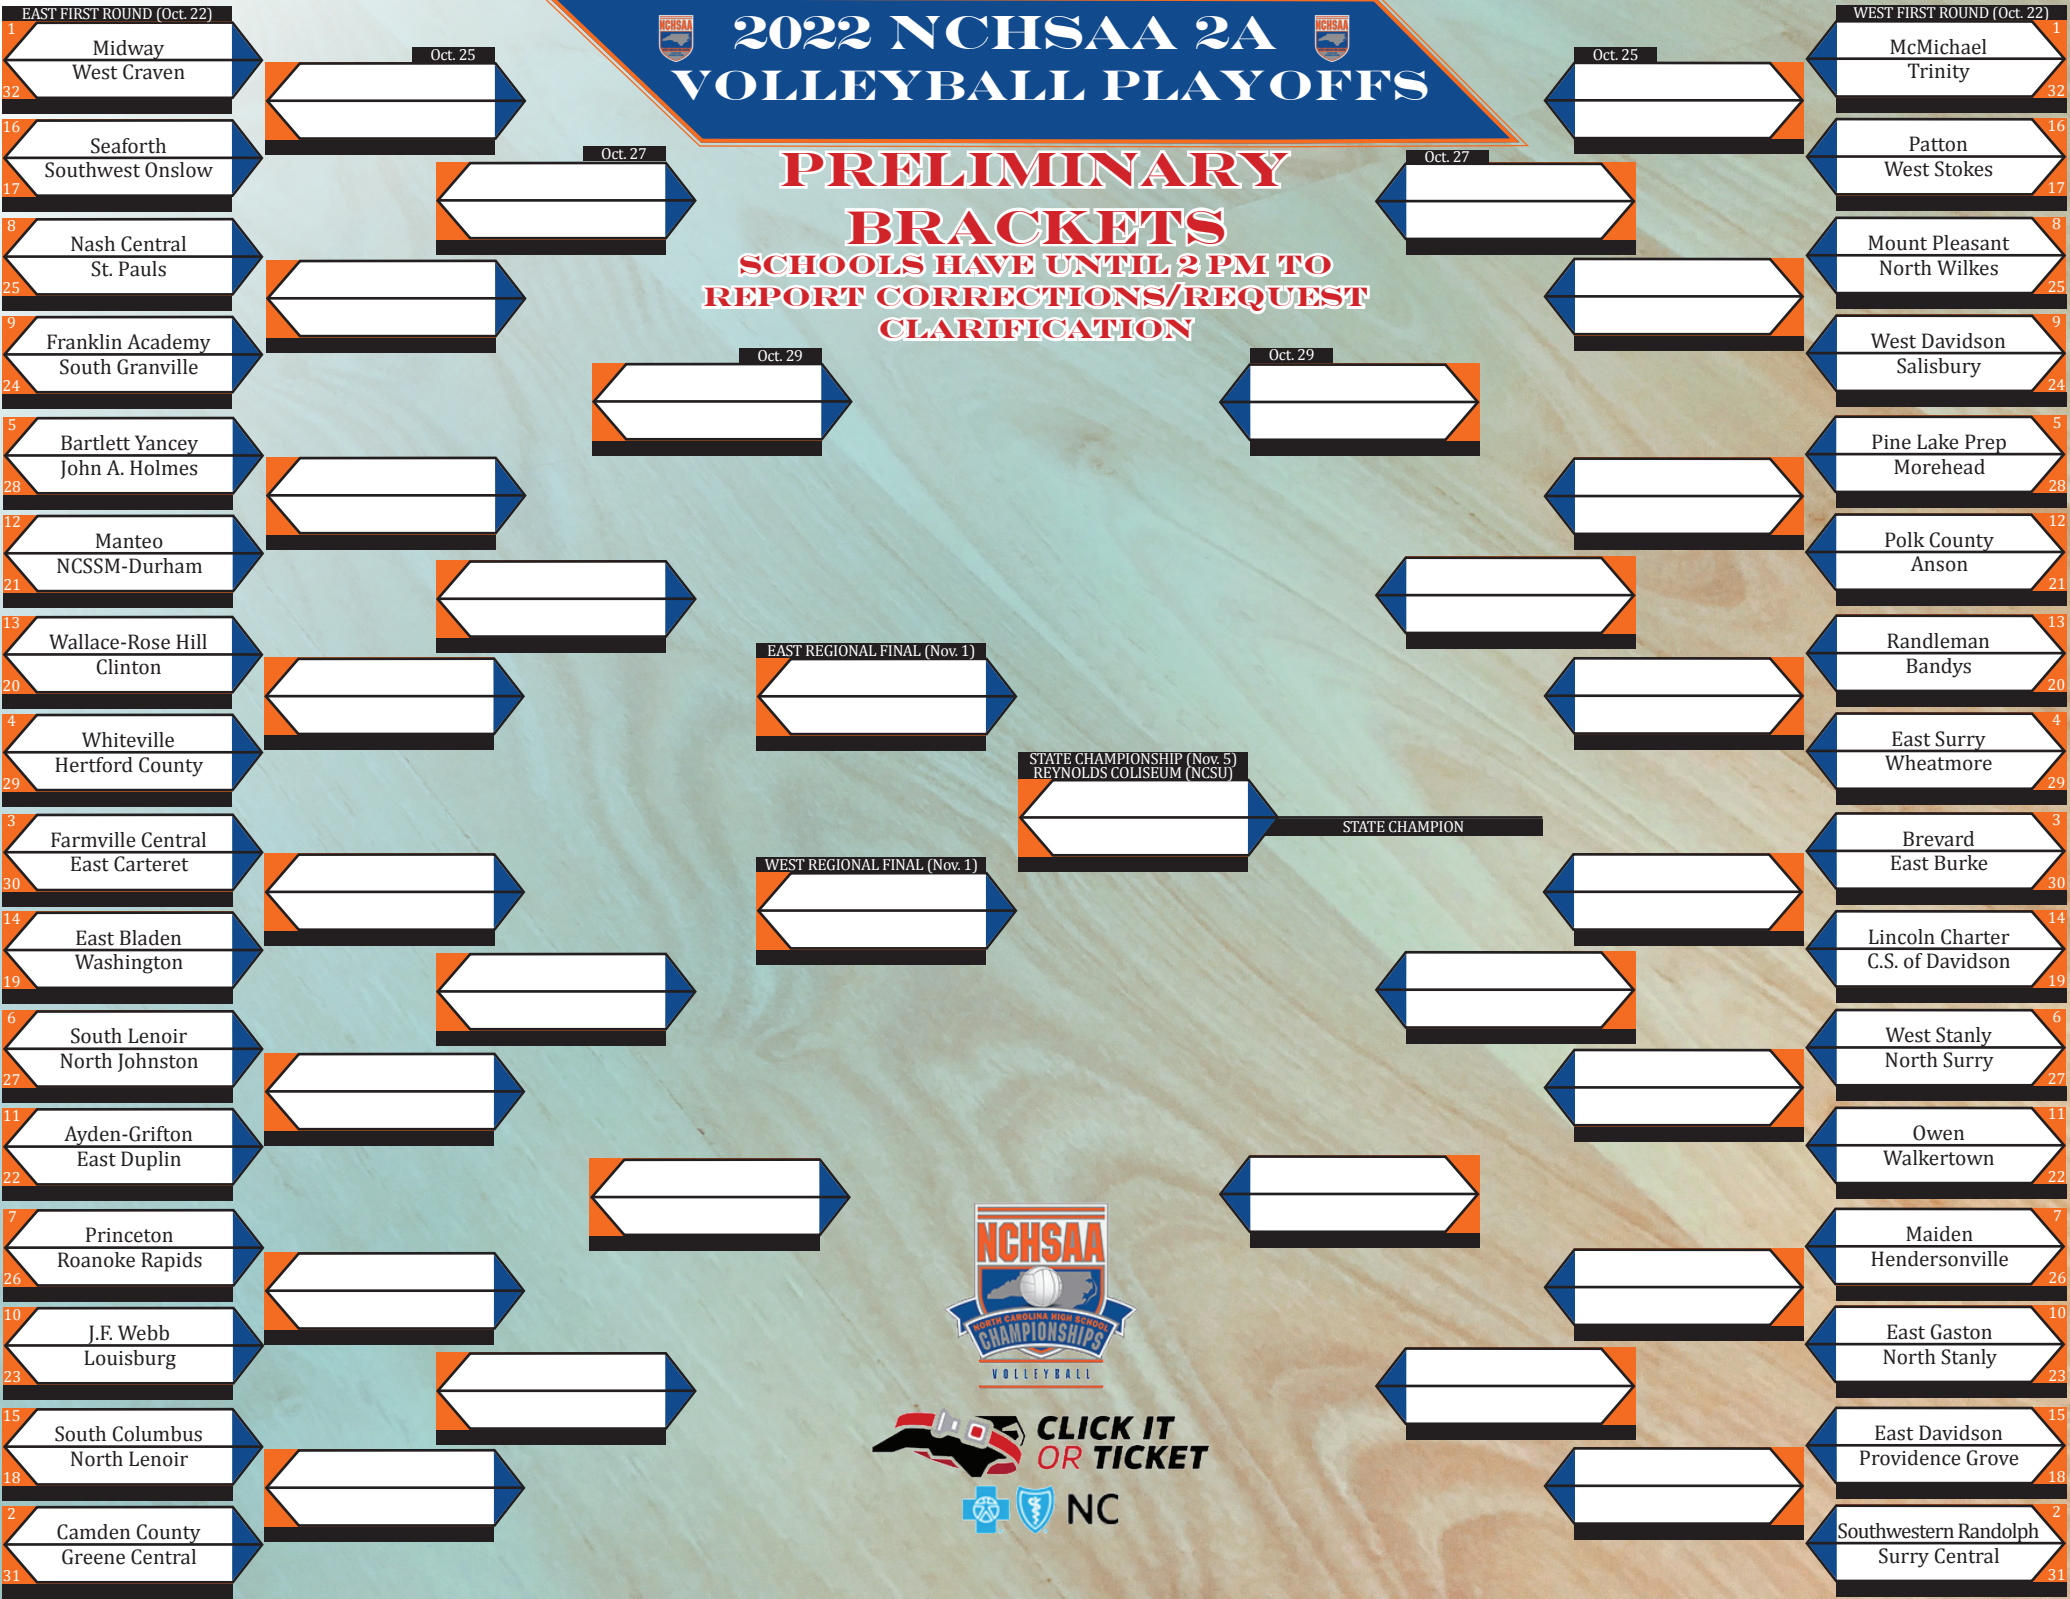 2022 NCHSAA 2A
VOLLEYBALL PLAYOFFS
PRELIMINARY
BRACKETS
SCHOOLS HAVE UNTIL 2 PM TO
REPORT CORRECTIONS/REQUEST
CLARIFICATION
EAST FIRST ROUND (Oct. 22)
1
Midway
West Craven
32
16
Seaforth
Southwest Onslow
17
8
Nash Central
St. Pauls
25
9
Franklin Academy
South Granville
24
5
Bartlett Yancey
John A. Holmes
28
12
Manteo
NCSSM-Durham
21
13
Wallace-Rose Hill
Clinton
20
4
Whiteville
Hertford County
29
3
Farmville Central
East Carteret
30
14
East Bladen
Washington
19
6
South Lenoir
North Johnston
27
11
Ayden-Grifton
East Duplin
22
7
Princeton
Roanoke Rapids
26
10
J.F. Webb
Louisburg
23
15
South Columbus
North Lenoir
18
2
Camden County
Greene Central
31
Oct. 25
Oct. 27
Oct. 29
EAST REGIONAL FINAL (Nov. 1)
STATE CHAMPIONSHIP (Nov. 5)
REYNOLDS COLISEUM (NCSU)
STATE CHAMPION
WEST REGIONAL FINAL (Nov. 1)
Oct. 29
Oct. 27
Oct. 25
WEST FIRST ROUND (Oct. 22)
1
McMichael
Trinity
32
16
Patton
West Stokes
17
8
Mount Pleasant
North Wilkes
25
9
West Davidson
Salisbury
24
5
Pine Lake Prep
Morehead
28
12
Polk County
Anson
21
13
Randleman
Bandys
20
4
East Surry
Wheatmore
29
3
Brevard
East Burke
30
14
Lincoln Charter
C.S. of Davidson
19
6
West Stanly
North Surry
27
11
Owen
Walkertown
22
7
Maiden
Hendersonville
26
10
East Gaston
North Stanly
23
15
East Davidson
Providence Grove
18
2
Southwestern Randolph
Surry Central
31
NCHSAA
NCHSAA
NCHSAA
NORTH CAROLINA HIGH SCHOOL
CHAMPIONSHIPS
VOLLEYBALL
CLICK IT
OR TICKET
NC